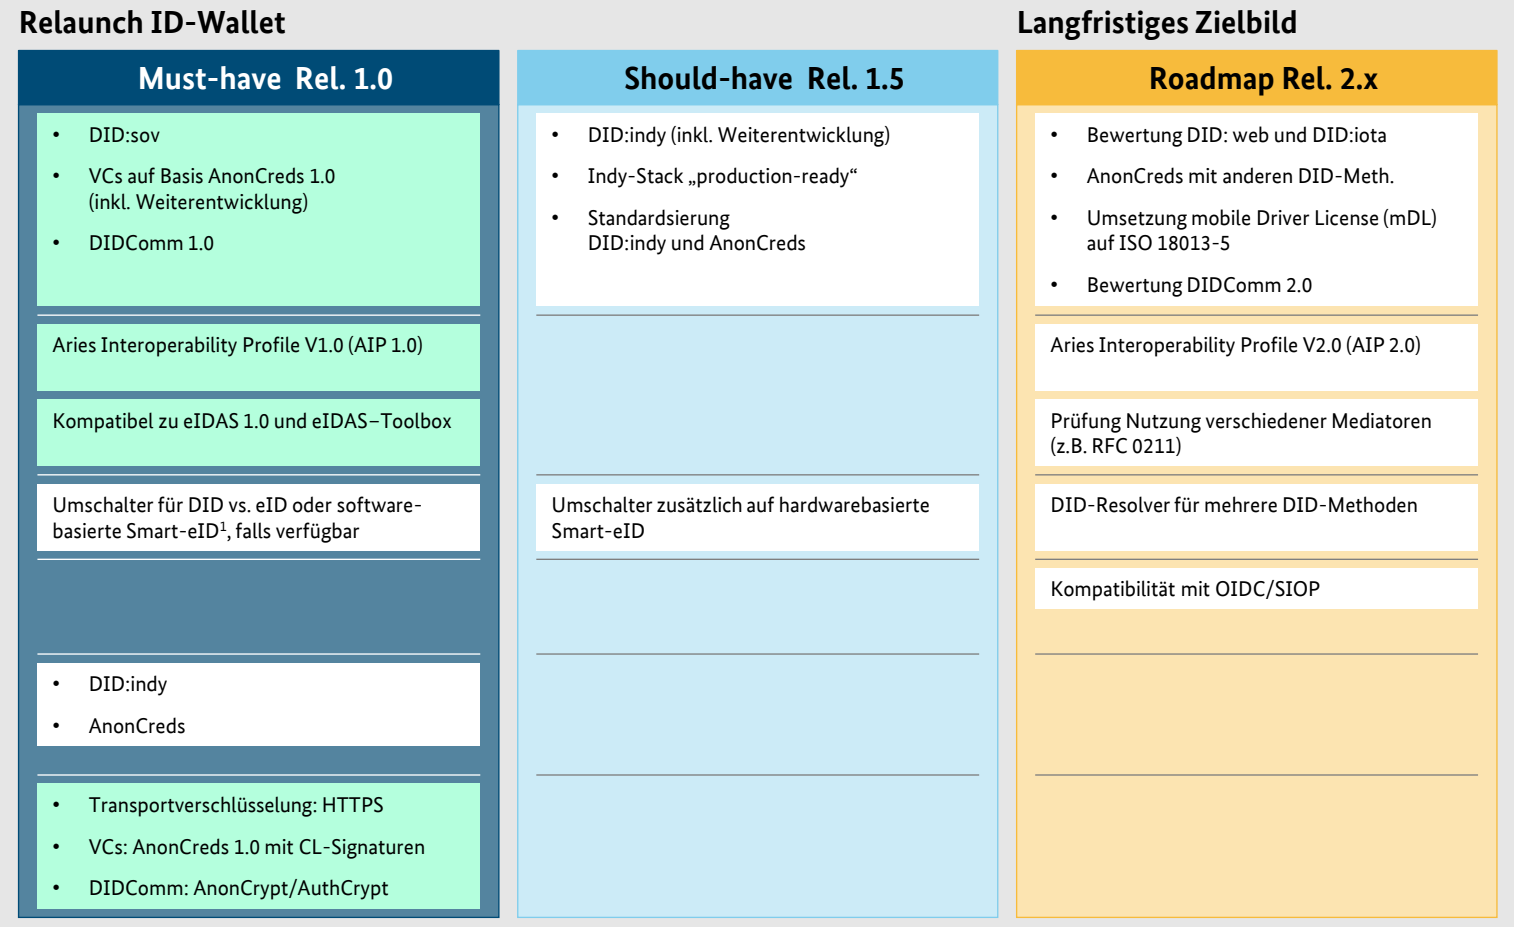 Relaunch ID-Wallet
Langfristiges Zielbild
Must-have Rel. 1.0
• DID:sov
• VCs auf Basis AnonCreds 1.0
(inkl. Weiterentwicklung)
• DIDComm 1.0
Aries Interoperability Profile V1.0 (AIP 1.0)
Kompatibel zu eIDAS 1.0 und eIDAS–Toolbox
Umschalter für DID vs. eID oder software-
basierte Smart-eID¹, falls verfügbar
• DID:indy
• AnonCreds
• Transportverschlüsselung: HTTPS
• VCs: AnonCreds 1.0 mit CL-Signaturen
• DIDComm: AnonCrypt/AuthCrypt
Should-have Rel. 1.5
• DID:indy (inkl. Weiterentwicklung)
• Indy-Stack „production-ready“
• Standardsierung
DID:indy und AnonCreds
Umschalter zusätzlich auf hardwarebasierte
Smart-eID
Roadmap Rel. 2.x
• Bewertung DID: web und DID:iota
• AnonCreds mit anderen DID-Meth.
• Umsetzung mobile Driver License (mDL)
auf ISO 18013-5
• Bewertung DIDComm 2.0
Aries Interoperability Profile V2.0 (AIP 2.0)
Prüfung Nutzung verschiedener Mediatoren
(z.B. RFC 0211)
DID-Resolver für mehrere DID-Methoden
Kompatibilität mit OIDC/SIOP